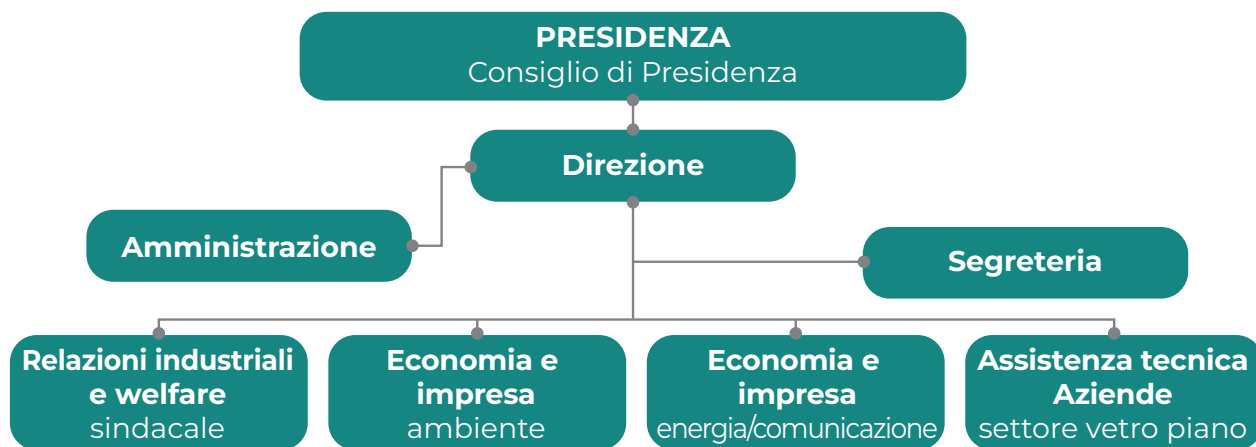 PRESIDENZA
Consiglio di Presidenza
Direzione
Amministrazione
Segreteria
Relazioni industriali
e welfare
sindacale
Economia e
impresa
ambiente
Economia e
impresa
energia/comunicazione
Assistenza tecnica
Aziende
settore vetro piano